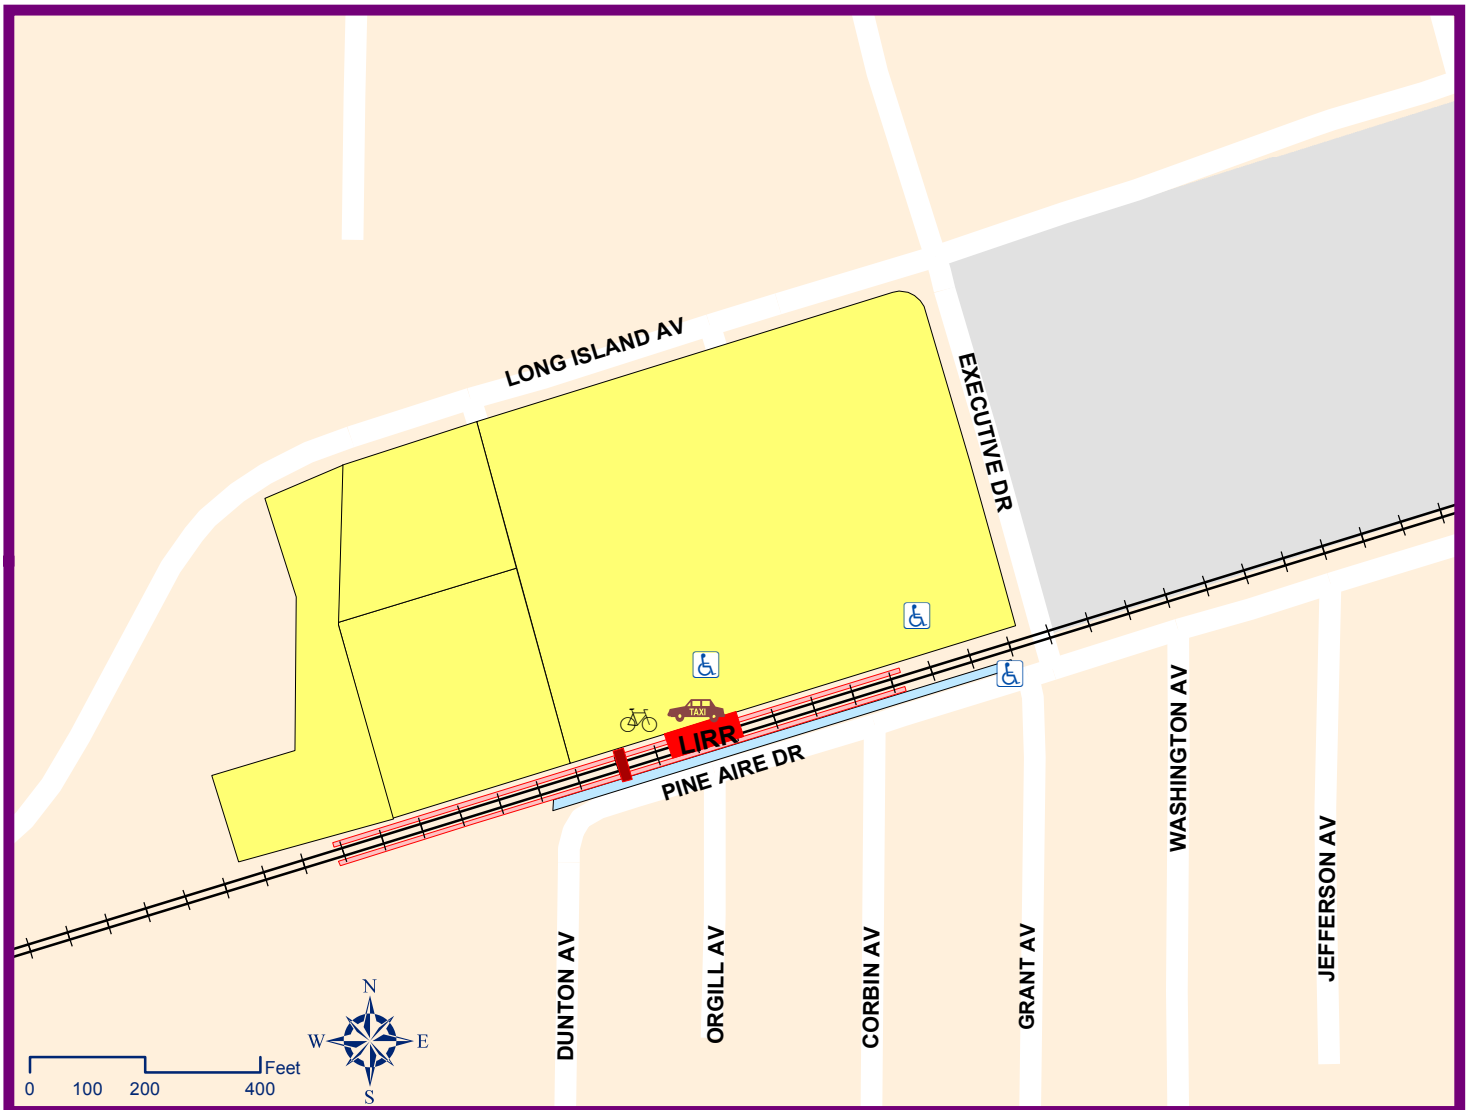 LONG ISLAND AV
EXECUTIVE DR
TAXI
LIRR
PINE AIRE DR
WASHINGTON AV
JEFFERSON AV
DUNTON AV
ORGILL AV
CORBIN AV
GRANT AV
N
W E
S
Feet
0 100 200 400